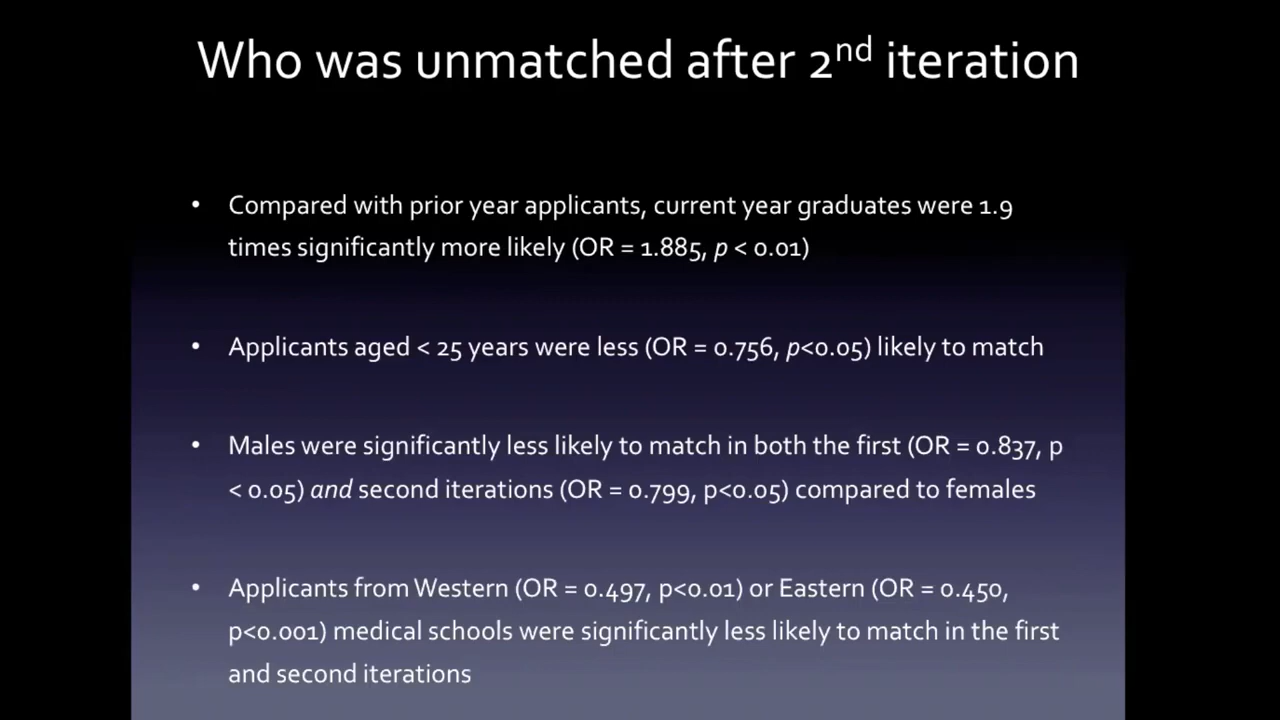 Who was unmatched after 2nd iteration
• Compared with prior year applicants, current year graduates were 1.9
times significantly more likely (OR = 1.885, p < 0.01)
• Applicants aged < 25 years were less (OR = 0.756, p<0.05) likely to match
• Males were significantly less likely to match in both the first (OR = 0.837, p
< 0.05) and second iterations (OR = 0.799, p<0.05) compared to females
• Applicants from Western (OR = 0.497, p<0.01) or Eastern (OR = 0.450,
p<0.001) medical schools were significantly less likely to match in the first
and second iterations